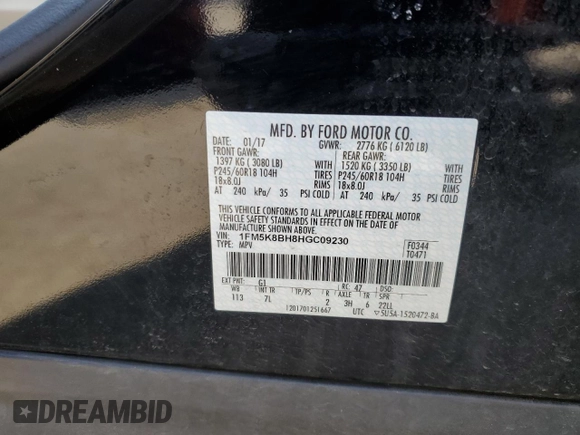 MFD. BY FORD MOTOR CO.
DATE: 01/17 GVWR: 2776 KG ( 6120 LB)
FRONT GAWR: REAR GAWR:
1397 KG ( 3080 LB) WITH 1520 KG ( 3350 LB) WITH
P245/60R18 104H TIRES P245/60R18 104H TIRES
18x8.0J RIMS 18x8.0J RIMS
AT 240 kPa/ 35 PSI COLD AT 240 kPa/ 35 PSI COLD
THIS VEHICLE CONFORMS TO ALL APPLICABLE FEDERAL MOTOR
VEHICLE SAFETY STANDARDS IN EFFECT ON THE DATE OF
MANUFACTURE SHOWN ABOVE.
VIN: 1FM5K8BH8HGC09230 F0344
TYPE: MPV T0471
EXT PNT: G1 RC: 47 DSO:
WB INT TR TP/PS R AXLE TR SPR
113 7L 2 3H 6 22LL
1201701251667 UTC ▽5USA-1520472-BA
DREAMBID